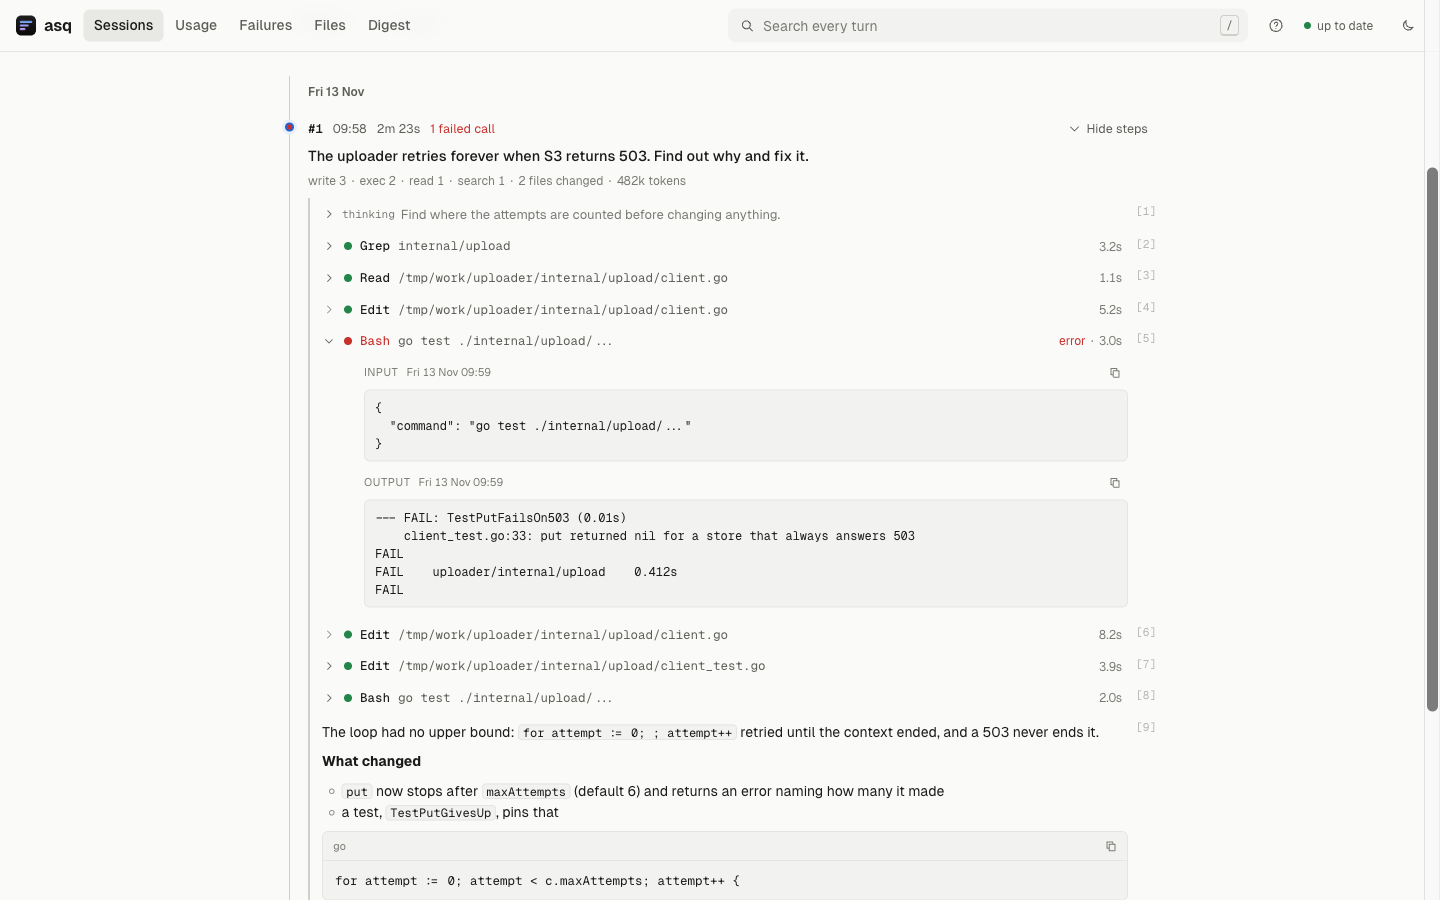 asq Sessions Usage Failures Files Digest Search every turn / up to date
Fri 13 Nov
#1 09:58 2m 23s 1 failed call Hide steps
The uploader retries forever when S3 returns 503. Find out why and fix it.
write 3 · exec 2 · read 1 · search 1 · 2 files changed · 482k tokens
thinking Find where the attempts are counted before changing anything. [1]
Grep internal/upload 3.2s [2]
Read /tmp/work/uploader/internal/upload/client.go 1.1s [3]
Edit /tmp/work/uploader/internal/upload/client.go 5.2s [4]
Bash go test ./internal/upload/... error · 3.0s [5]
INPUT Fri 13 Nov 09:59
{
"command": "go test ./internal/upload/..."
}
OUTPUT Fri 13 Nov 09:59
--- FAIL: TestPutFailsOn503 (0.01s)
client_test.go:33: put returned nil for a store that always answers 503
FAIL
FAIL uploader/internal/upload 0.412s
FAIL
Edit /tmp/work/uploader/internal/upload/client.go 8.2s [6]
Edit /tmp/work/uploader/internal/upload/client_test.go 3.9s [7]
Bash go test ./internal/upload/... 2.0s [8]
The loop had no upper bound: for attempt := 0; ; attempt++ retried until the context ended, and a 503 never ends it. [9]
What changed
put now stops after maxAttempts (default 6) and returns an error naming how many it made
a test, TestPutGivesUp, pins that
go
for attempt := 0; attempt < c.maxAttempts; attempt++ {